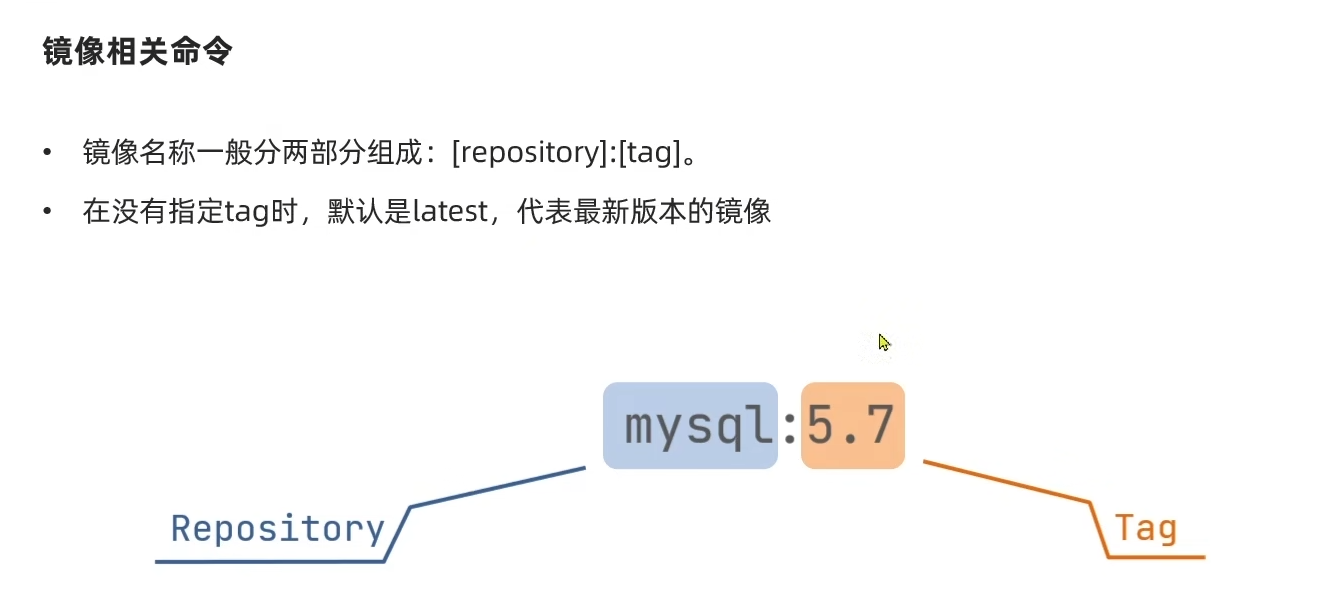 镜像相关命令
• 镜像名称一般分两部分组成：[repository]:[tag]。
• 在没有指定tag时，默认是latest，代表最新版本的镜像
mysql:5.7
Repository
Tag